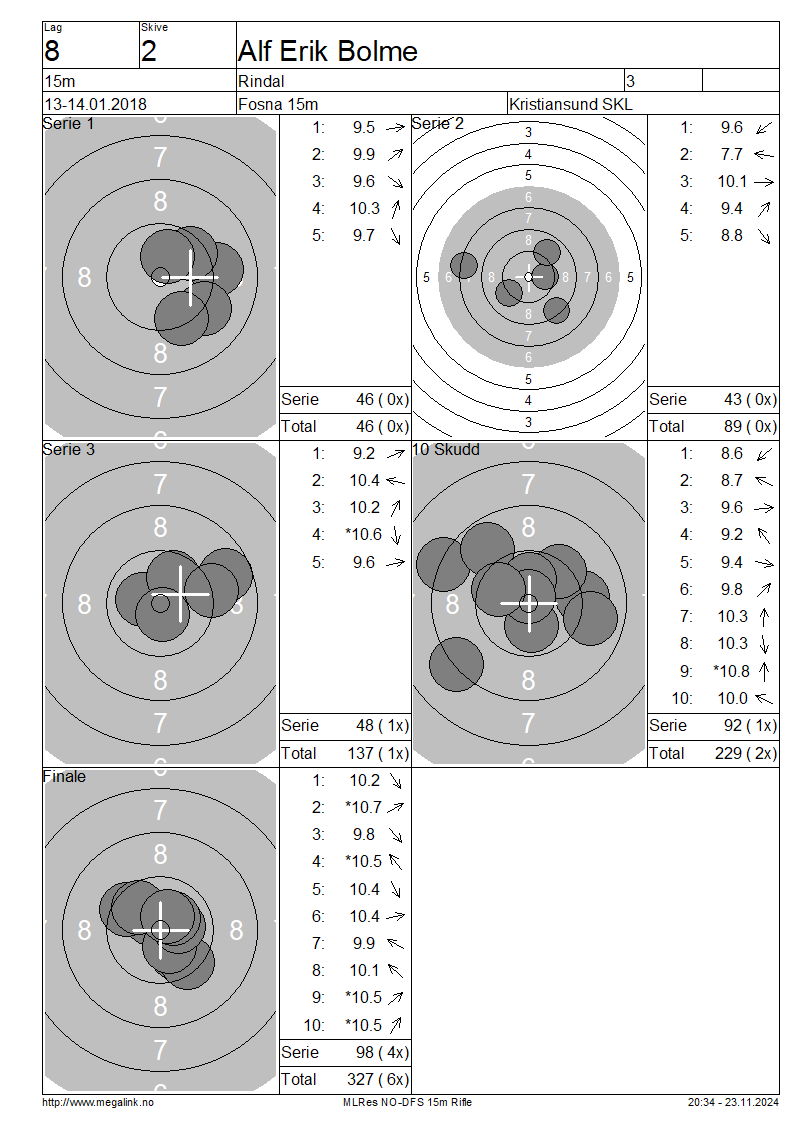 Lag
Skive
8
2
Alf Erik Bolme
15m
Rindal
3
13-14.01.2018
Fosna 15m
Kristiansund SKL
Serie 1
7
8
8
8
7
1: 9.5
2: 9.9
3: 9.6
4: 10.3
5: 9.7
Serie 46 ( 0x)
Total 46 ( 0x)
Serie 2
3
4
5
6
7
8
5 6 7 8 8 7 6 5
8
7
6
5
4
3
1: 9.6
2: 7.7
3: 10.1
4: 9.4
5: 8.8
Serie 43 ( 0x)
Total 89 ( 0x)
Serie 3
7
8
8 8
8
7
1: 9.2
2: 10.4
3: 10.2
4: *10.6
5: 9.6
Serie 48 ( 1x)
Total 137 ( 1x)
10 Skudd
7
8
8
8
7
1: 8.6
2: 8.7
3: 9.6
4: 9.2
5: 9.4
6: 9.8
7: 10.3
8: 10.3
9: *10.8
10: 10.0
Serie 92 ( 1x)
Total 229 ( 2x)
Finale
7
8
8 8
8
7
1: 10.2
2: *10.7
3: 9.8
4: *10.5
5: 10.4
6: 10.4
7: 9.9
8: 10.1
9: *10.5
10: *10.5
Serie 98 ( 4x)
Total 327 ( 6x)
http://www.megalink.no
MLRes NO-DFS 15m Rifle
20:34 - 23.11.2024